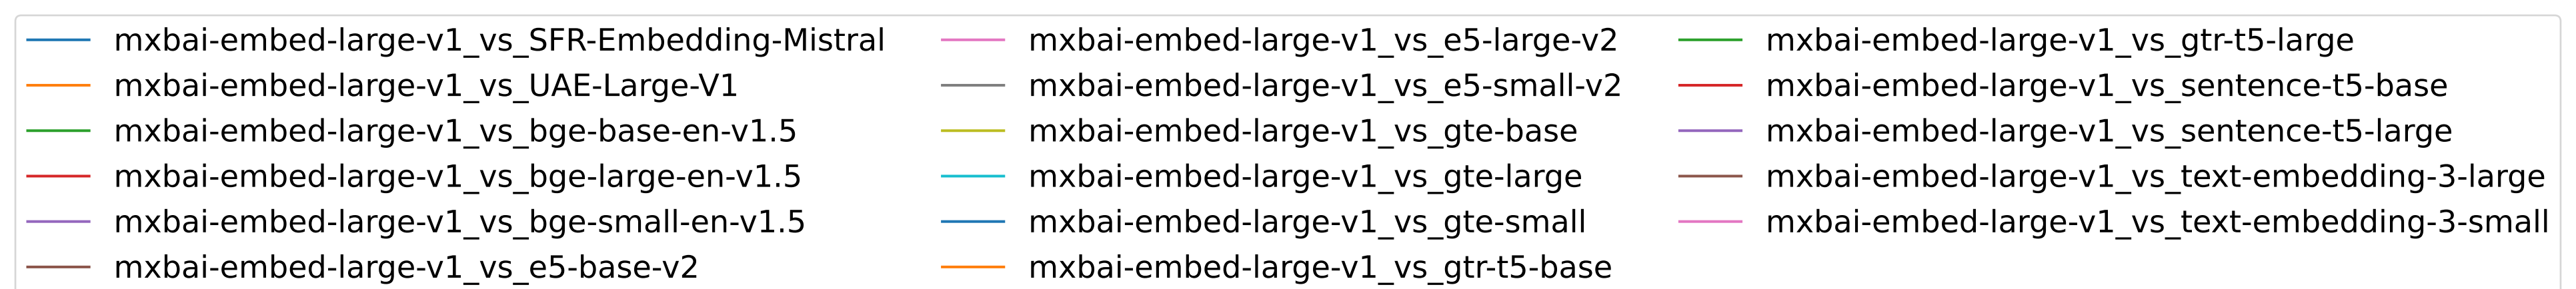 mxbai-embed-large-v1_vs_SFR-Embedding-Mistral
mxbai-embed-large-v1_vs_UAE-Large-V1
mxbai-embed-large-v1_vs_bge-base-en-v1.5
mxbai-embed-large-v1_vs_bge-large-en-v1.5
mxbai-embed-large-v1_vs_bge-small-en-v1.5
mxbai-embed-large-v1_vs_e5-base-v2
mxbai-embed-large-v1_vs_e5-large-v2
mxbai-embed-large-v1_vs_e5-small-v2
mxbai-embed-large-v1_vs_gte-base
mxbai-embed-large-v1_vs_gte-large
mxbai-embed-large-v1_vs_gte-small
mxbai-embed-large-v1_vs_gtr-t5-base
mxbai-embed-large-v1_vs_gtr-t5-large
mxbai-embed-large-v1_vs_sentence-t5-base
mxbai-embed-large-v1_vs_sentence-t5-large
mxbai-embed-large-v1_vs_text-embedding-3-large
mxbai-embed-large-v1_vs_text-embedding-3-small